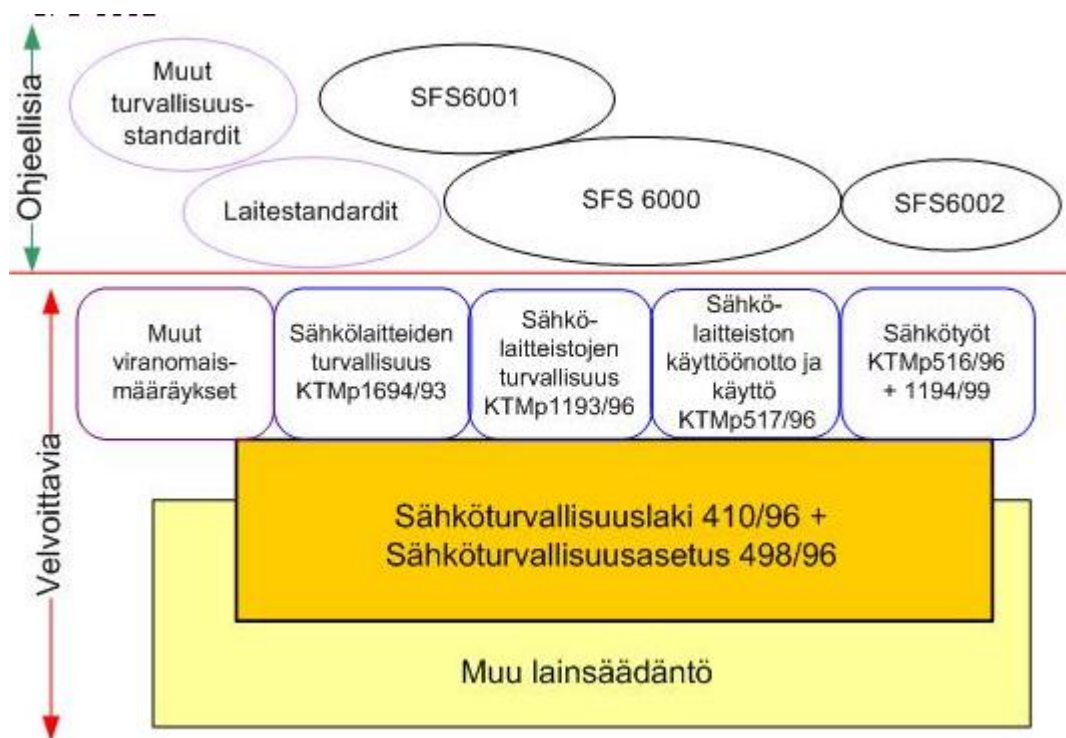 Ohjeellisia
Muut
turvallisuus-
standardit
SFS6001
Laitestandardit
SFS 6000
SFS6002
Velvoittavia
Muut
viranomais-
määräykset
Sähkölaitteiden
turvallisuus
KTMp1694/93
Sähkö-
laitteistojen
turvallisuus
KTMp1193/96
Sähkö-
laitteiston
käyttöönotto ja
käyttö
KTMp517/96
Sähkötyöt
KTMp516/96
+ 1194/99
Sähköturvallisuuslaki 410/96 +
Sähköturvallisuusasetus 498/96
Muu lainsäädäntö